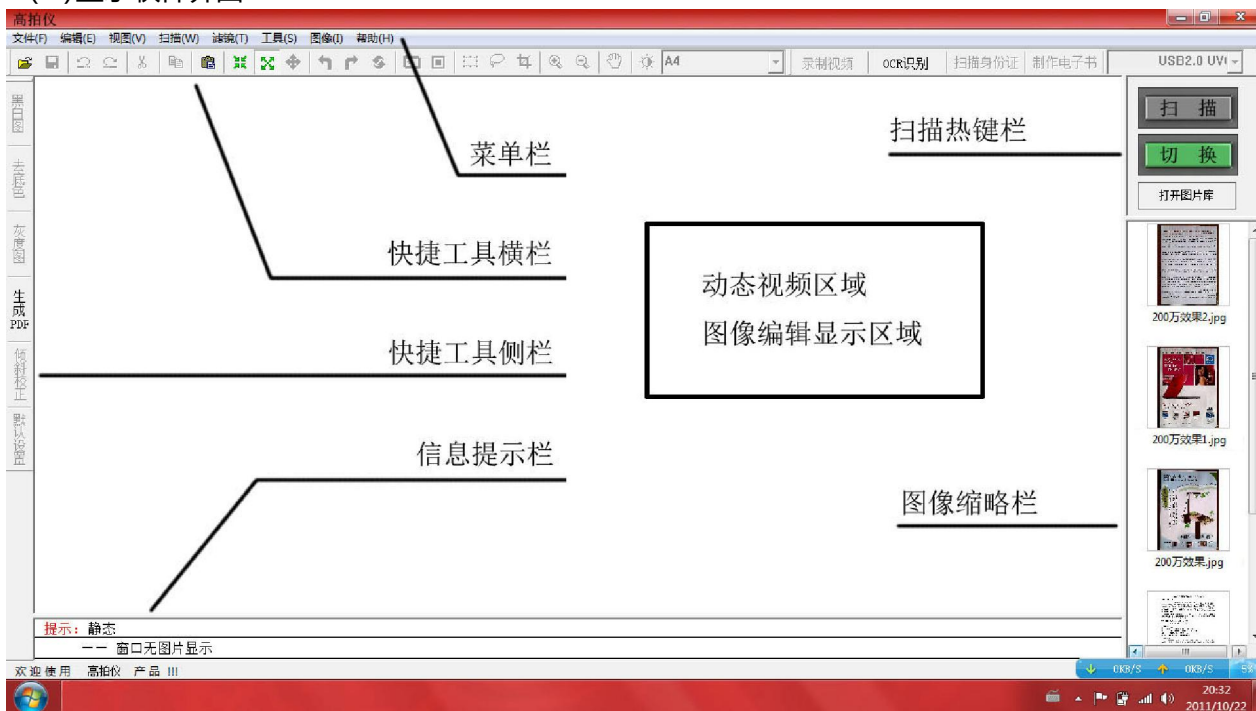 高拍仪
文件(F) 编辑(E) 视图(V) 扫描(W) 滤镜(T) 工具(S) 图像(I) 帮助(H)
A4 录制视频 OCR识别 扫描身份证 制作电子书 USB2.0 UV
黑白图
去底色
灰度图
生成PDF
倾斜校正
默认设置
菜单栏
快捷工具横栏
快捷工具侧栏
信息提示栏
动态视频区域
图像编辑显示区域
扫描热键栏
图像缩略栏
扫 描
切 换
打开图片库
200万效果2.jpg
200万效果1.jpg
200万效果.jpg
提示: 静态
—— 窗口无图片显示
欢迎使用 高拍仪 产品 !!!
0KB/S 0KB/S 5%
20:32
2011/10/22